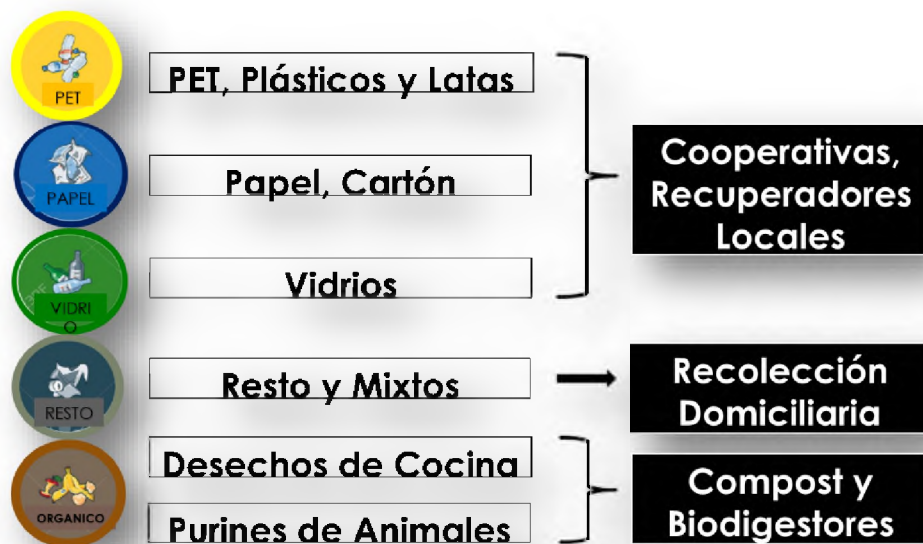 PET
PET, Plásticos y Latas
PAPEL
Papel, Cartón
VIDRI
O
Vidrios
Cooperativas,
Recuperadores
Locales
RESTO
Resto y Mixtos
Recolección
Domiciliaria
ORGANICO
Desechos de Cocina
Purines de Animales
Compost y
Biodigestores